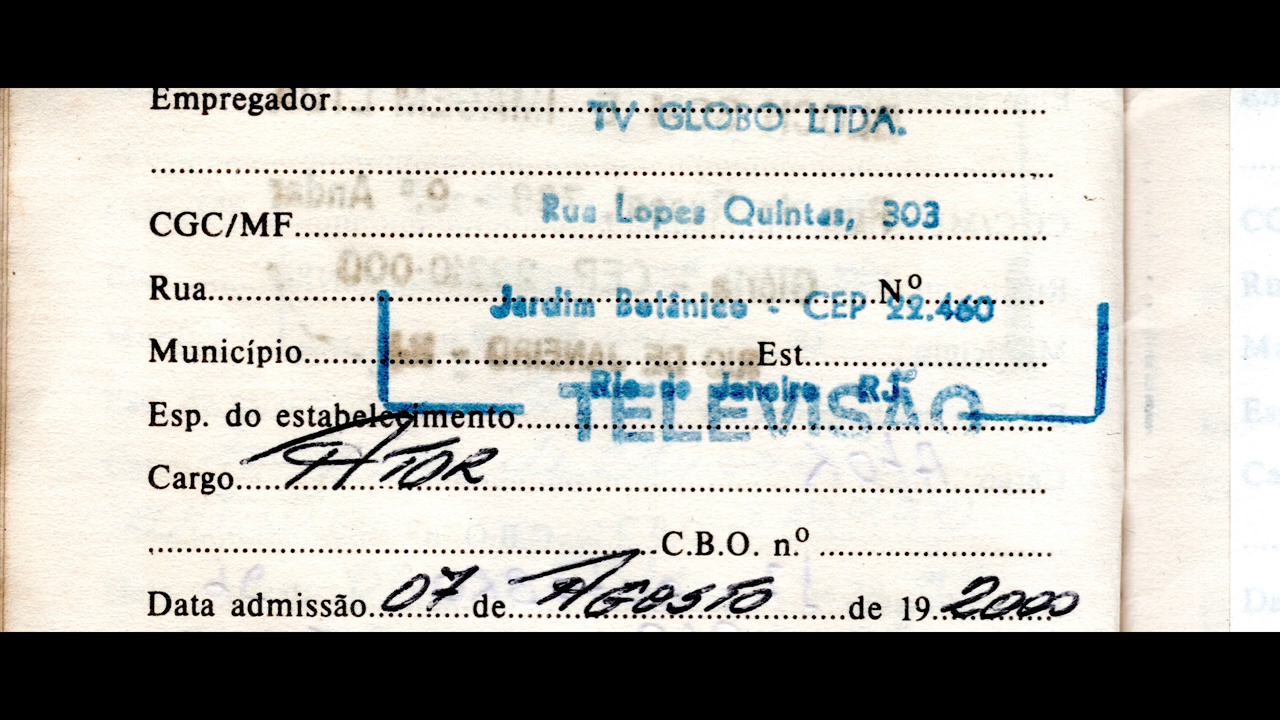 Empregador
TV GLOBO LTDA.
CGC/MF
Rua Lopes Quintas, 303
Rua Nº
Jardim Botânico - CEP 22.460
Município Est.
Rio de Janeiro RJ
TELEVISÃO
Esp. do estabelecimento
Cargo ATOR
C.B.O. n.º
Data admissão 07 de AGOSTO de 19 2000